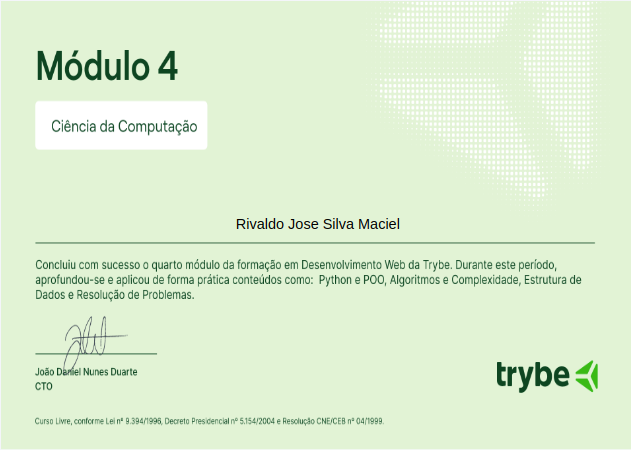 Módulo 4
Ciência da Computação
Rivaldo Jose Silva Maciel
Concluiu com sucesso o quarto módulo da formação em Desenvolvimento Web da Trybe. Durante este período,
aprofundou-se e aplicou de forma prática conteúdos como: Python e POO, Algoritmos e Complexidade, Estrutura de
Dados e Resolução de Problemas.
João Daniel Nunes Duarte
CTO
trybe
Curso Livre, conforme Lei nº 9.394/1996, Decreto Presidencial nº 5.154/2004 e Resolução CNE/CEB nº 04/1999.